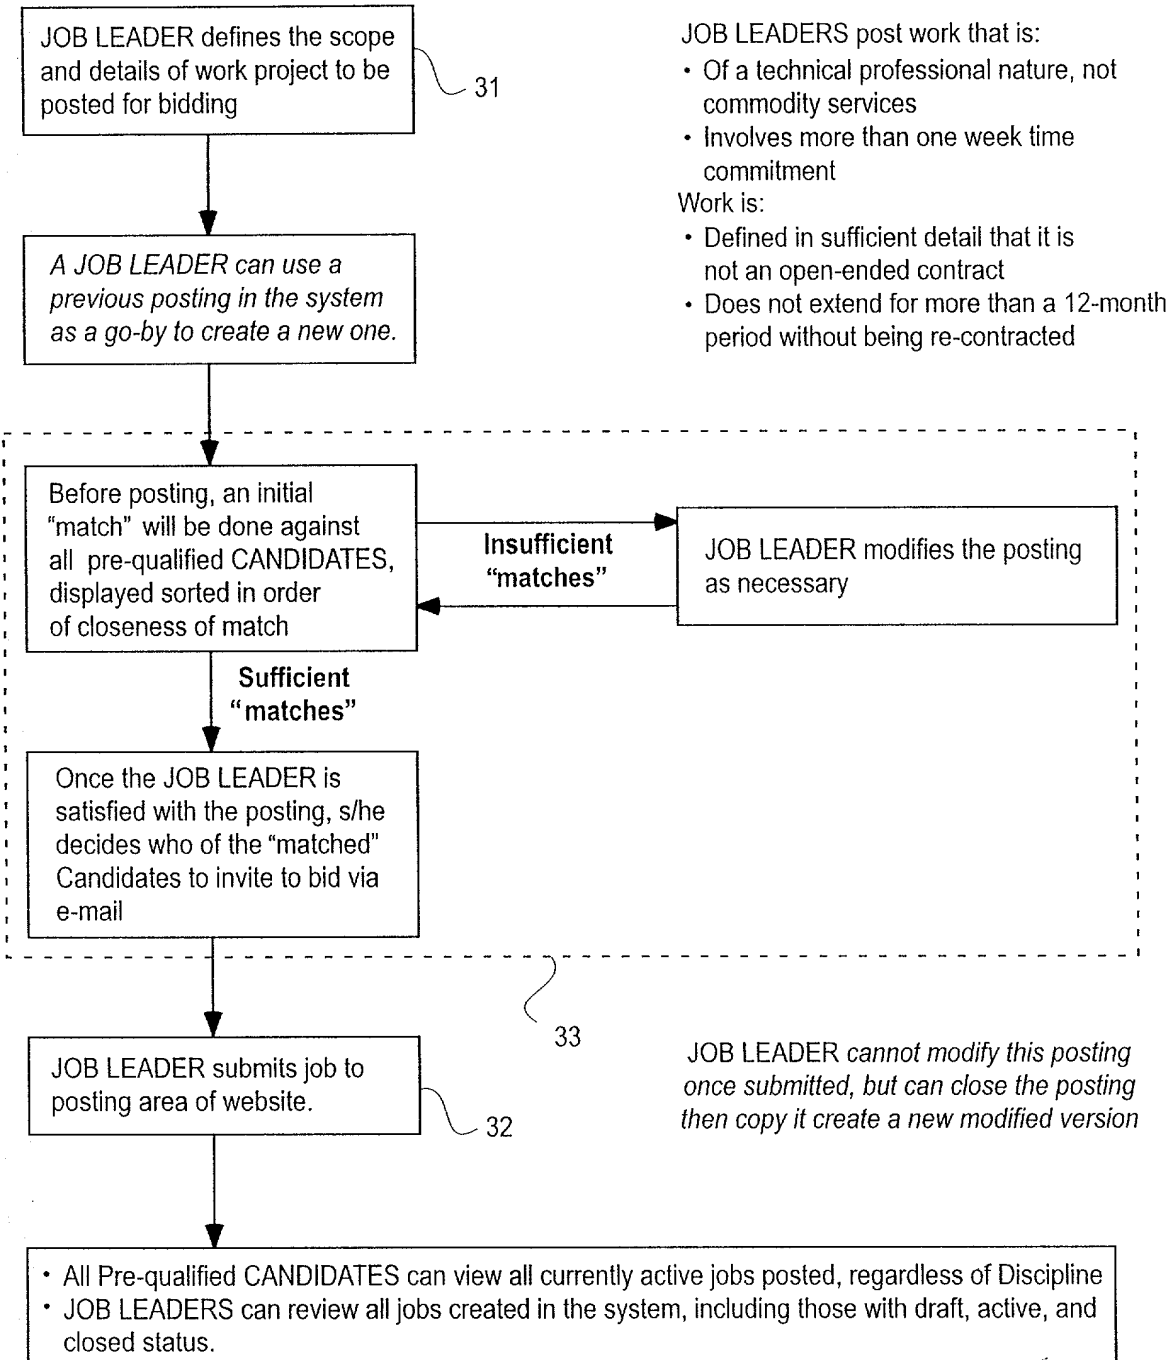 JOB LEADER defines the scope
and details of work project to be
posted for bidding
31
JOB LEADERS post work that is:
• Of a technical professional nature, not
commodity services
• Involves more than one week time
commitment
Work is:
• Defined in sufficient detail that it is
not an open-ended contract
• Does not extend for more than a 12-month
period without being re-contracted
A JOB LEADER can use a
previous posting in the system
as a go-by to create a new one.
Before posting, an initial
“match” will be done against
all pre-qualified CANDIDATES,
displayed sorted in order
of closeness of match
Insufficient
“matches”
JOB LEADER modifies the posting
as necessary
Sufficient
“matches”
Once the JOB LEADER is
satisfied with the posting, s/he
decides who of the “matched”
Candidates to invite to bid via
e-mail
33
JOB LEADER submits job to
posting area of website.
32
JOB LEADER cannot modify this posting
once submitted, but can close the posting
then copy it create a new modified version
• All Pre-qualified CANDIDATES can view all currently active jobs posted, regardless of Discipline
• JOB LEADERS can review all jobs created in the system, including those with draft, active, and
closed status.